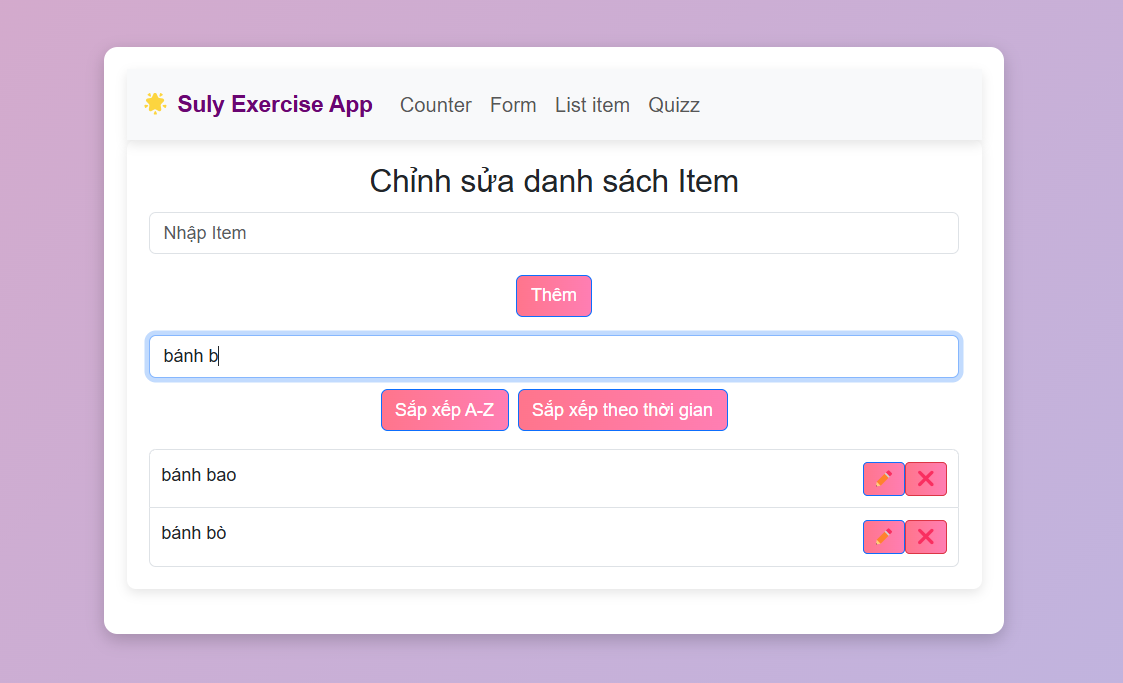 Suly Exercise App Counter Form List item Quizz
Chỉnh sửa danh sách Item
Nhập Item
Thêm
bánh b
Sắp xếp A-Z Sắp xếp theo thời gian
bánh bao
bánh bò